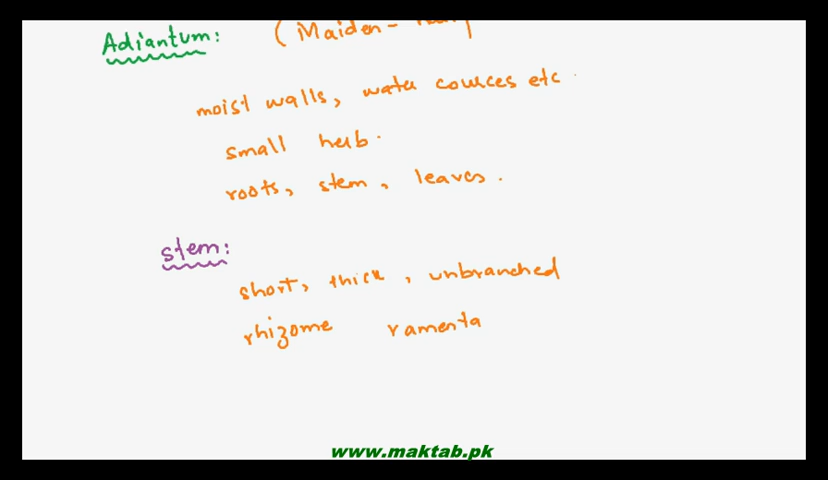 Adiantum: (Maiden-
moist walls, water cources etc.
small herb.
roots, stem, leaves.
stem:
short, thick, unbranched
rhizome ramenta
www.maktab.pk